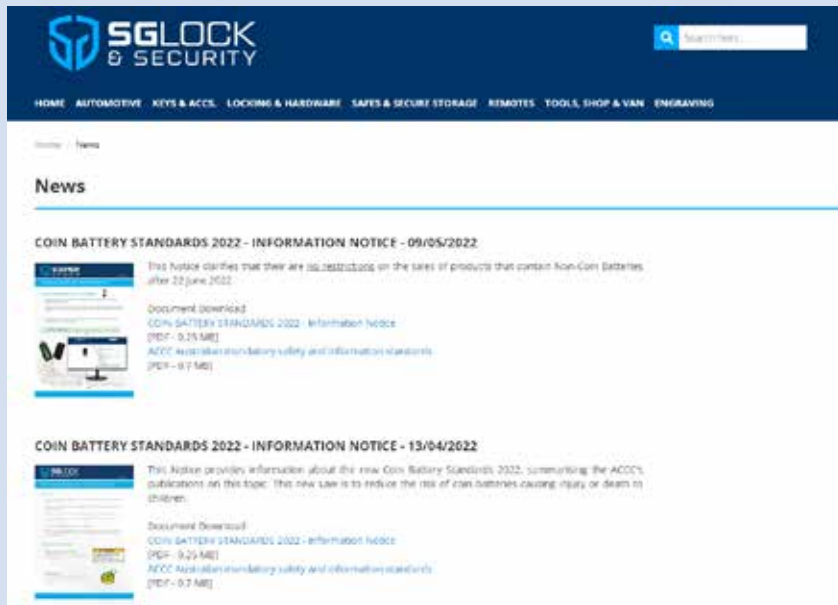 SGLOCK
& SECURITY
Search here...
HOME AUTOMOTIVE KEYS & ACCS. LOCKING & HARDWARE SAFES & SECURE STORAGE REMOTES TOOLS, SHOP & VAN ENGRAVING
Home / News
News
COIN BATTERY STANDARDS 2022 - INFORMATION NOTICE - 09/05/2022
This Notice clarifies that their are no restrictions on the sales of products that contain Non-Coin Batteries
after 22 June 2022.
Document Download
COIN BATTERY STANDARDS 2022 - Information Notice
[PDF - 0.25 MB]
ACCC Australian mandatory safety and information standards
[PDF - 0.7 MB]
COIN BATTERY STANDARDS 2022 - INFORMATION NOTICE - 13/04/2022
SGLOCK
This Notice provides information about the new Coin Battery Standards 2022, summarising the ACCC's
publications on this topic. This new Law is to reduce the risk of coin batteries causing injury or death to
children.
Document Download
COIN BATTERY STANDARDS 2022 - Information Notice
[PDF - 0.25 MB]
ACCC Australian mandatory safety and information standards
[PDF - 0.7 MB]